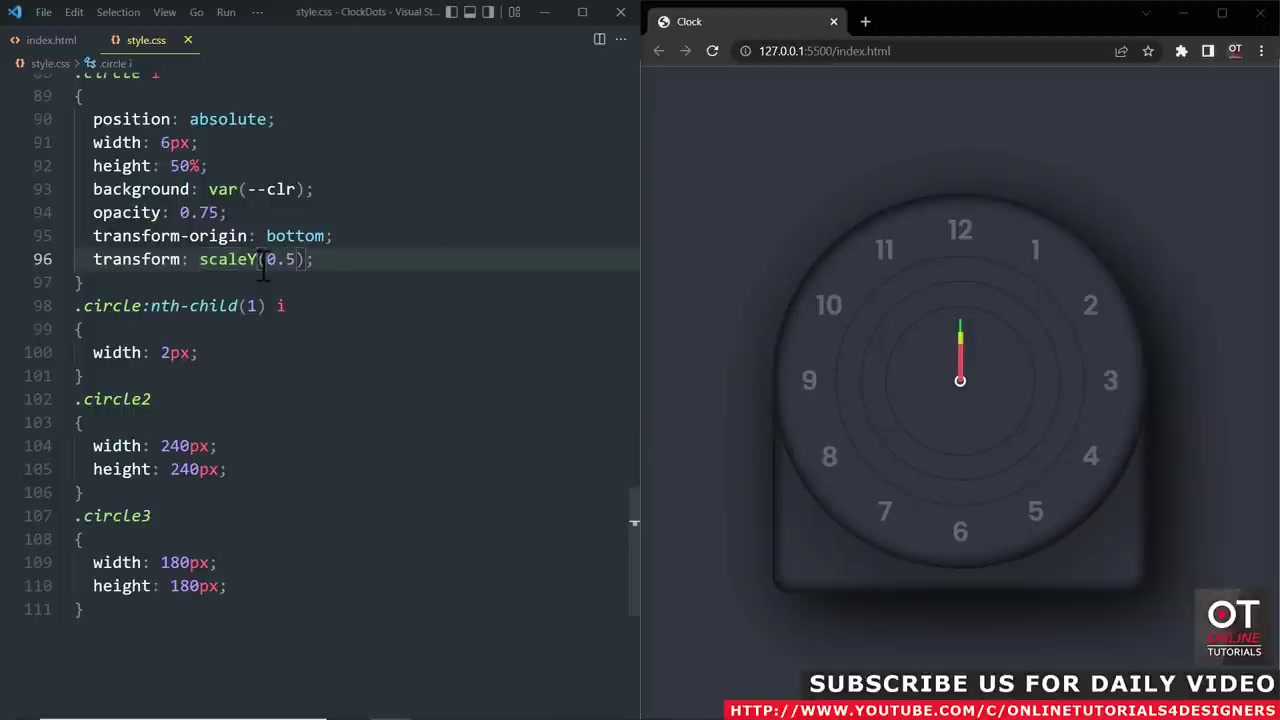 File Edit Selection View Go Run ··· style.css - ClockDots - Visual St...
index.html style.css
style.css > .circle i
88 .circle i
89 {
90 position: absolute;
91 width: 6px;
92 height: 50%;
93 background: var(--clr);
94 opacity: 0.75;
95 transform-origin: bottom;
96 transform: scaleY(0.5);
97 }
98 .circle:nth-child(1) i
99 {
100 width: 2px;
101 }
102 .circle2
103 {
104 width: 240px;
105 height: 240px;
106 }
107 .circle3
108 {
109 width: 180px;
110 height: 180px;
111 }
Clock
127.0.0.1:5500/index.html
OT
12
11 1
10 2
9 3
8 4
7 5
6
OT
ONLINE
TUTORIALS
SUBSCRIBE US FOR DAILY VIDEO
HTTP://WWW.YOUTUBE.COM/C/ONLINETUTORIALS4DESIGNERS